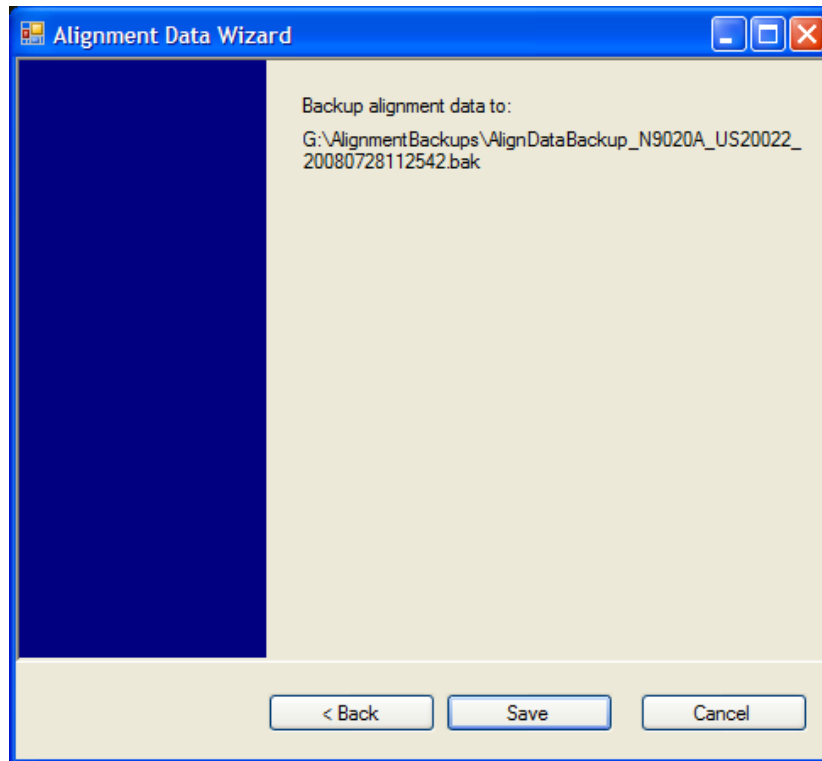 Alignment Data Wizard
Backup alignment data to:
G:\AlignmentBackups\AlignDataBackup_N9020A_US20022_
20080728112542.bak
< Back
Save
Cancel